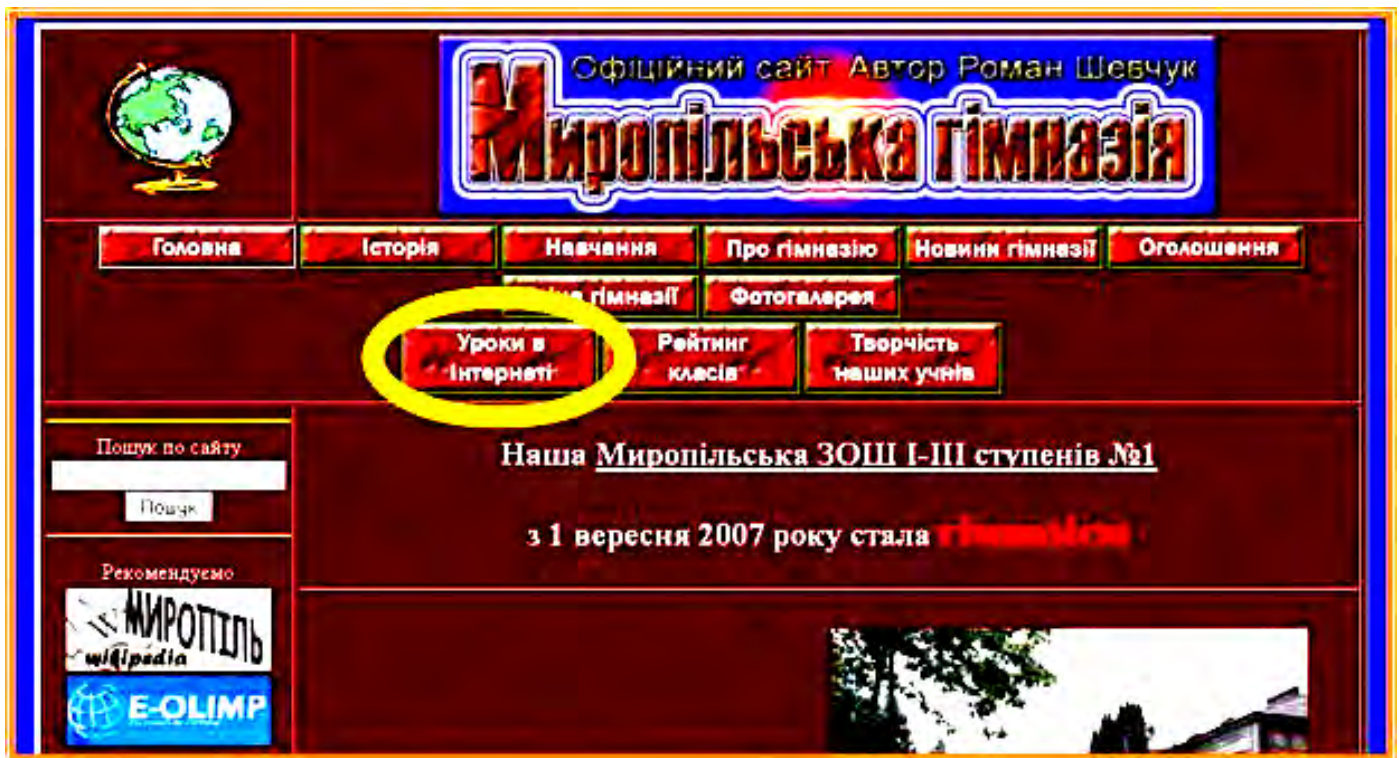 Офіційний сайт Автор Роман Шевчук
Миропільська гімназія
Головна
Історія
Навчання
Про гімназію
Новини гімназії
Оголошення
гімназії
Фотогалерея
Уроки в
Інтернеті
Рейтинг
класів
Творчість
наших учнів
Пошук по сайту
Пошук
Рекомендуємо
МИРОПІЛЬ
wikipedia
E-OLIMP
Наша Миропільська ЗОШ І-ІІІ ступенів №1
з 1 вересня 2007 року стала гімназією